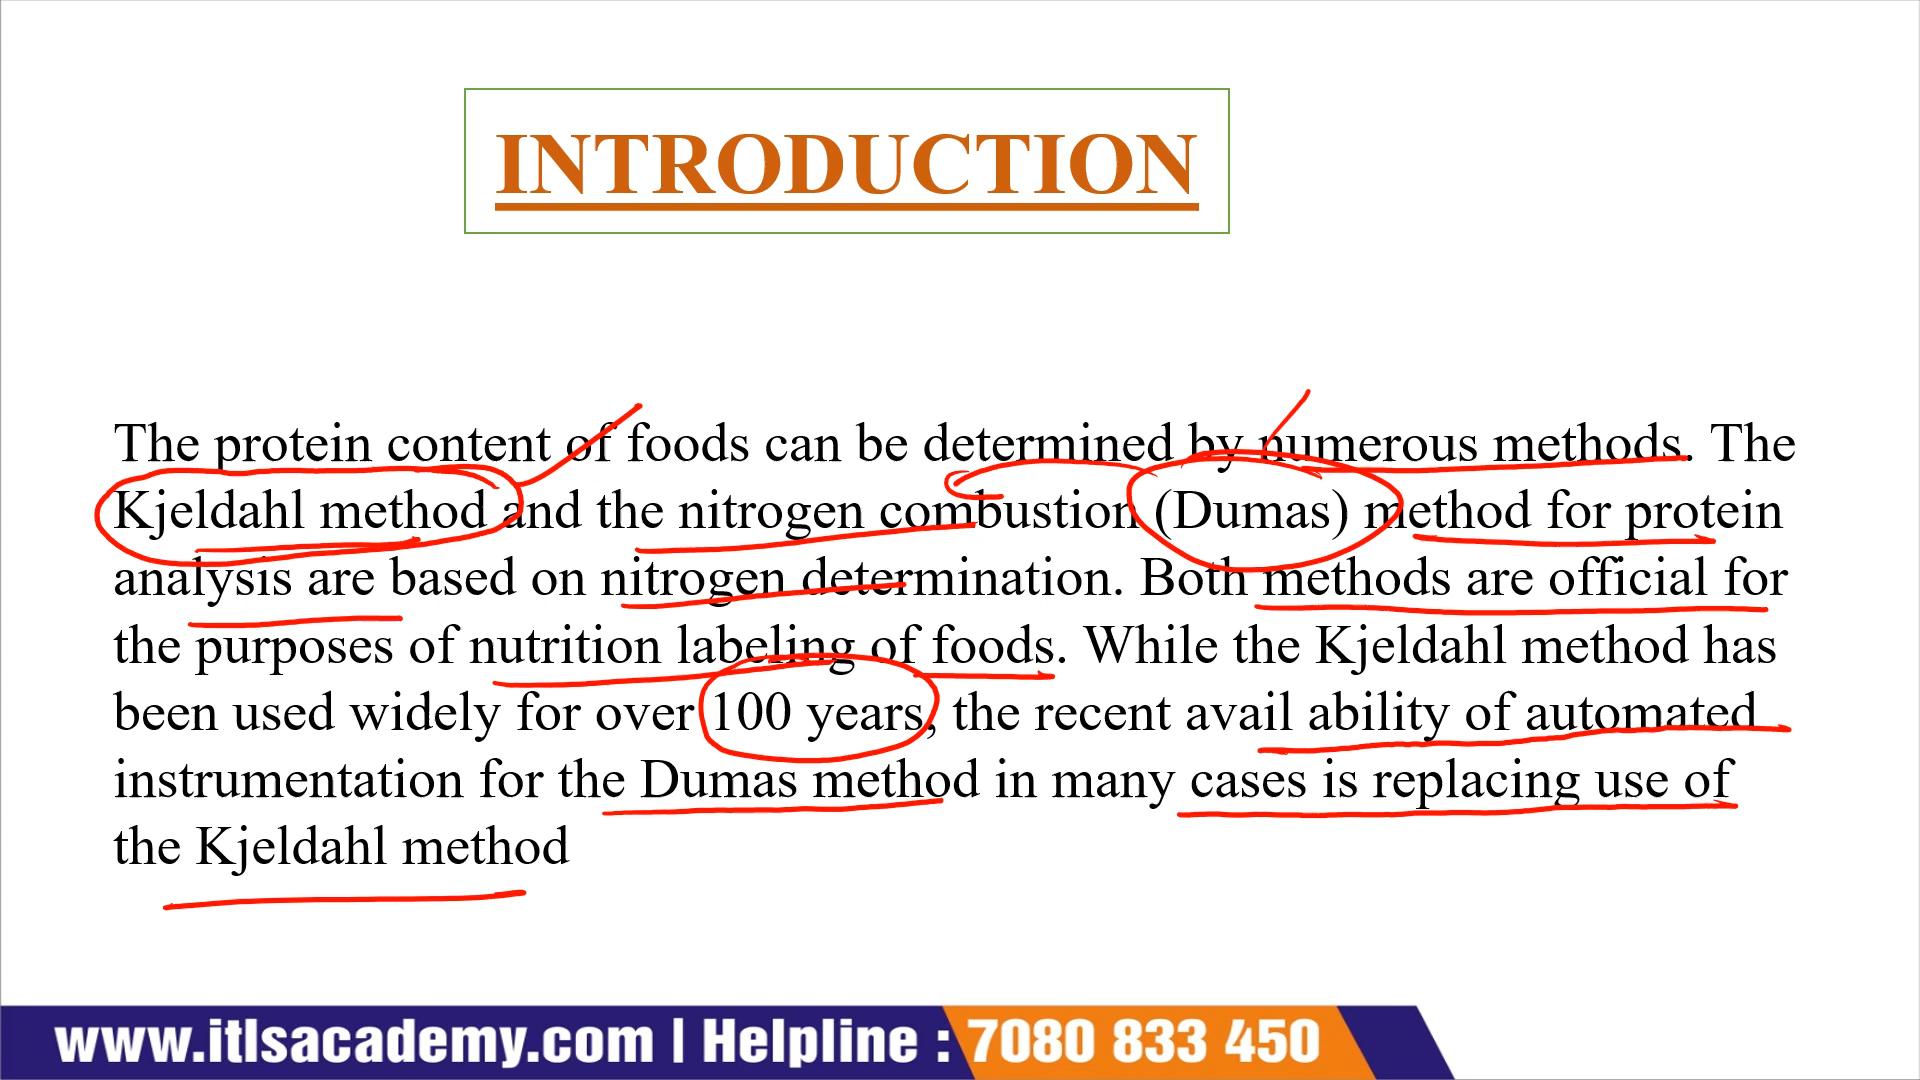 INTRODUCTION
The protein content of foods can be determined by numerous methods. The
Kjeldahl method and the nitrogen combustion (Dumas) method for protein
analysis are based on nitrogen determination. Both methods are official for
the purposes of nutrition labeling of foods. While the Kjeldahl method has
been used widely for over 100 years, the recent avail ability of automated
instrumentation for the Dumas method in many cases is replacing use of
the Kjeldahl method
www.itlsacademy.com | Helpline : 7080 833 450